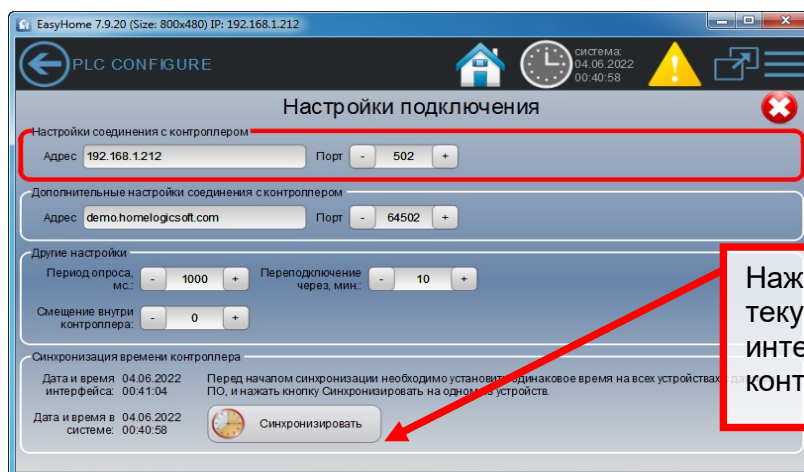 EasyHome 7.9.20 (Size: 800x480) IP: 192.168.1.212
PLC CONFIGURE
система:
04.06.2022
00:40:58
Настройки подключения
Настройки соединения с контроллером
Адрес 192.168.1.212 Порт - 502 +
Дополнительные настройки соединения с контроллером
Адрес demo.homelogicsoft.com Порт - 64502 +
Другие настройки
Период опроса, мс.: - 1000 + Переподключение через, мин.: - 10 +
Смещение внутри контроллера: - 0 +
Синхронизация времени контроллера
Дата и время интерфейса: 04.06.2022 00:41:04
Перед началом синхронизации необходимо установить одинаковое время на всех устройствах с
ПО, и нажать кнопку Синхронизировать на одном из устройств.
Дата и время в системе: 04.06.2022 00:40:58
Синхронизировать
Наж
теку
инте
конт